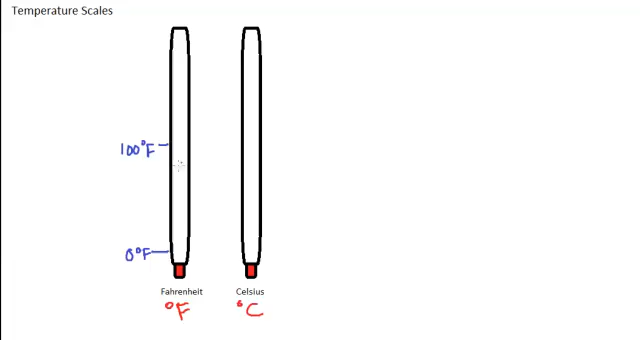 Temperature Scales
100°F
0°F
Fahrenheit Celsius
°F °C